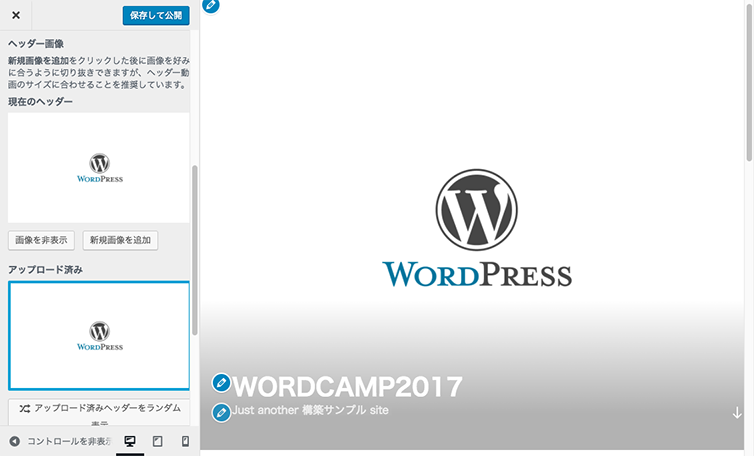 保存して公開
ヘッダー画像
新規画像を追加をクリックした後に画像を好み
に合うように切り抜きできますが、ヘッダー動
画のサイズに合わせることを推奨しています。
現在のヘッダー
WORDPRESS
画像を非表示
新規画像を追加
アップロード済み
WORDPRESS
アップロード済みヘッダーをランダム
表示
コントロールを非表示
WORDPRESS
WORDCAMP2017
Just another 構築サンプル site